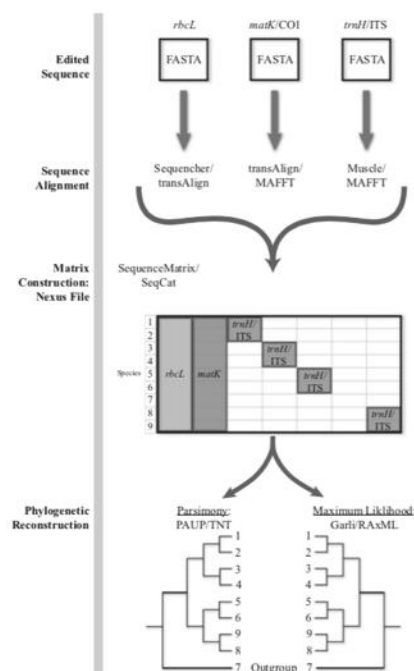 rbcL matK/COI trnH/ITS
Edited
Sequence
FASTA FASTA FASTA
Sequence
Alignment
Sequencher/
transAlign
transAlign/
MAFFT
Muscle/
MAFFT
Matrix
Construction:
Nexus File
SequenceMatrix/
SeqCat
Species
1
2
3
4
5
6
7
8
9
rbcL
matK
trnH/
ITS
trnH/
ITS
trnH/
ITS
trnH/
ITS
Phylogenetic
Reconstruction
Parsimony:
PAUP/TNT
Maximum Liklihood:
Garli/RAxML
1 1
2 2
3 3
4 4
5 5
6 6
9 9
8 8
7 Outgroup 7